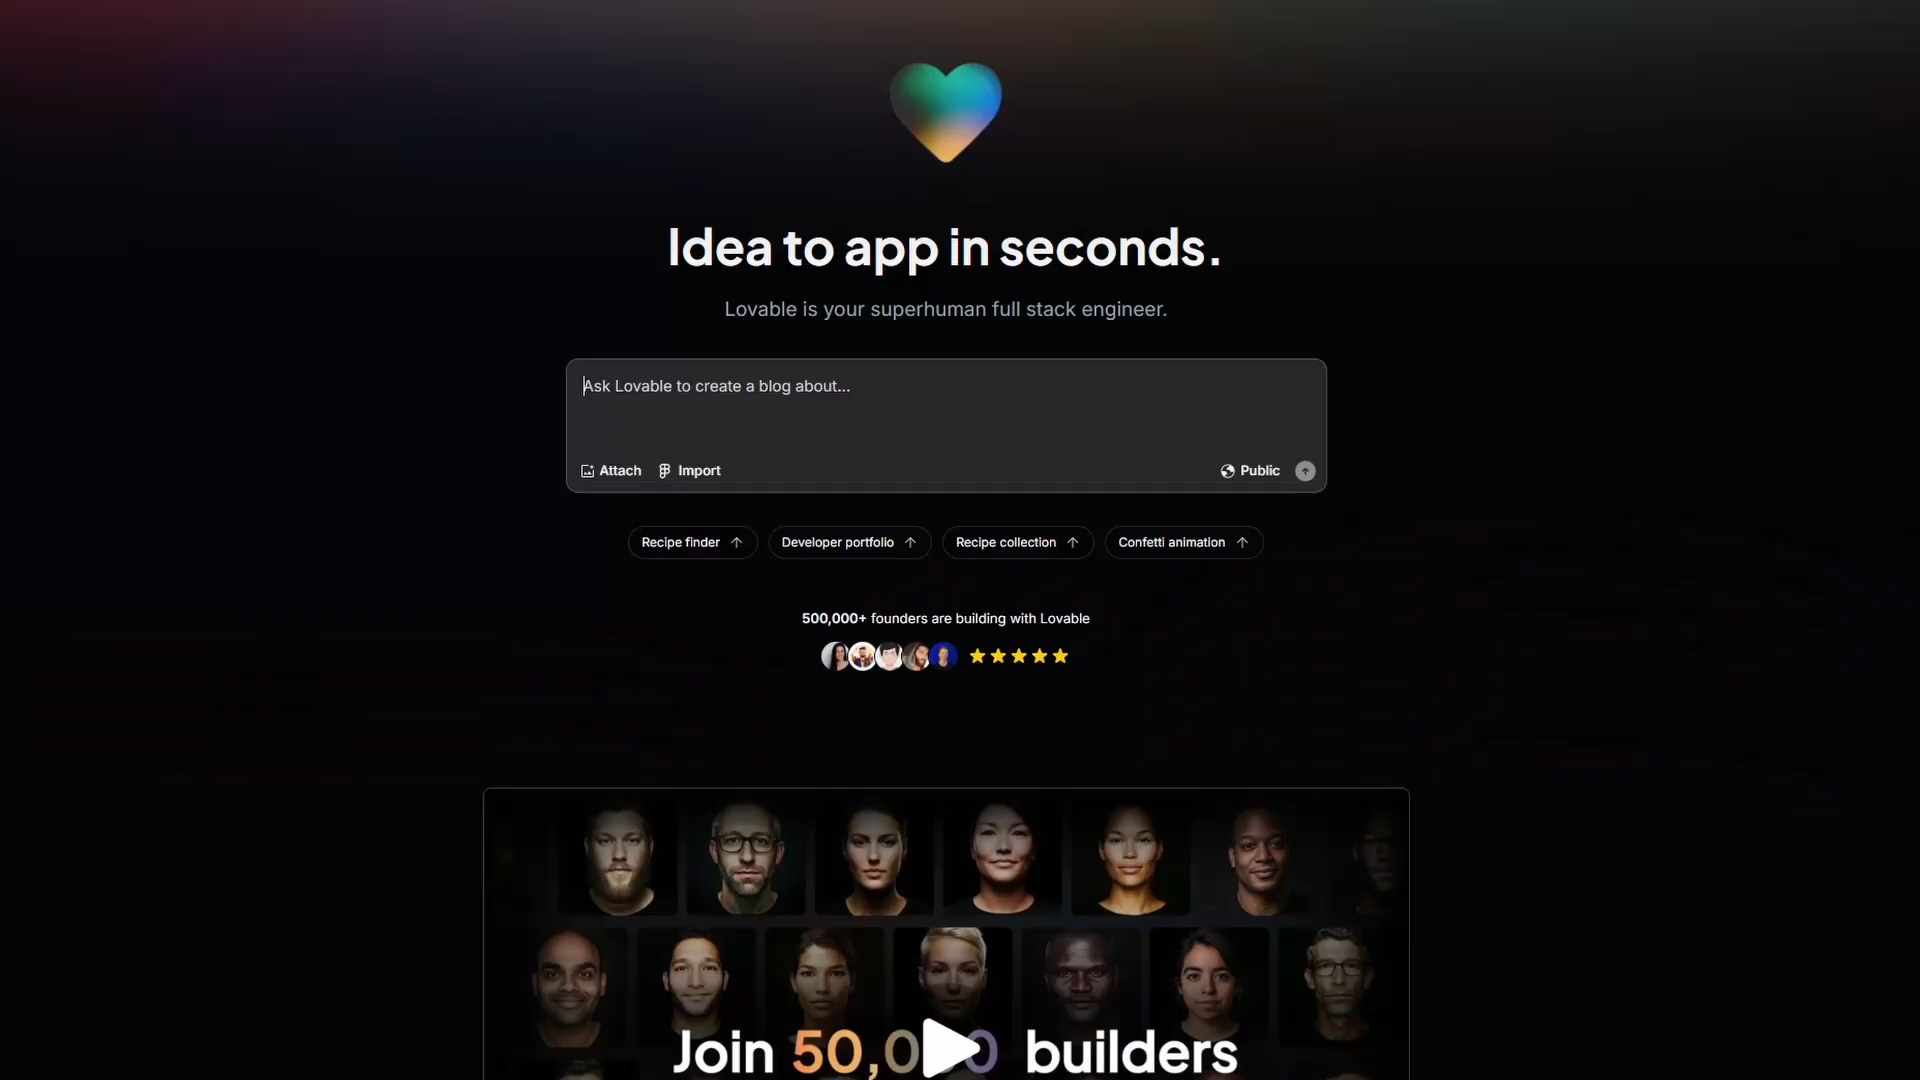 Idea to app in seconds.
Lovable is your superhuman full stack engineer.
Ask Lovable to create a blog about...
Attach Import Public
Recipe finder Developer portfolio Recipe collection Confetti animation
500,000+ founders are building with Lovable
Join builders